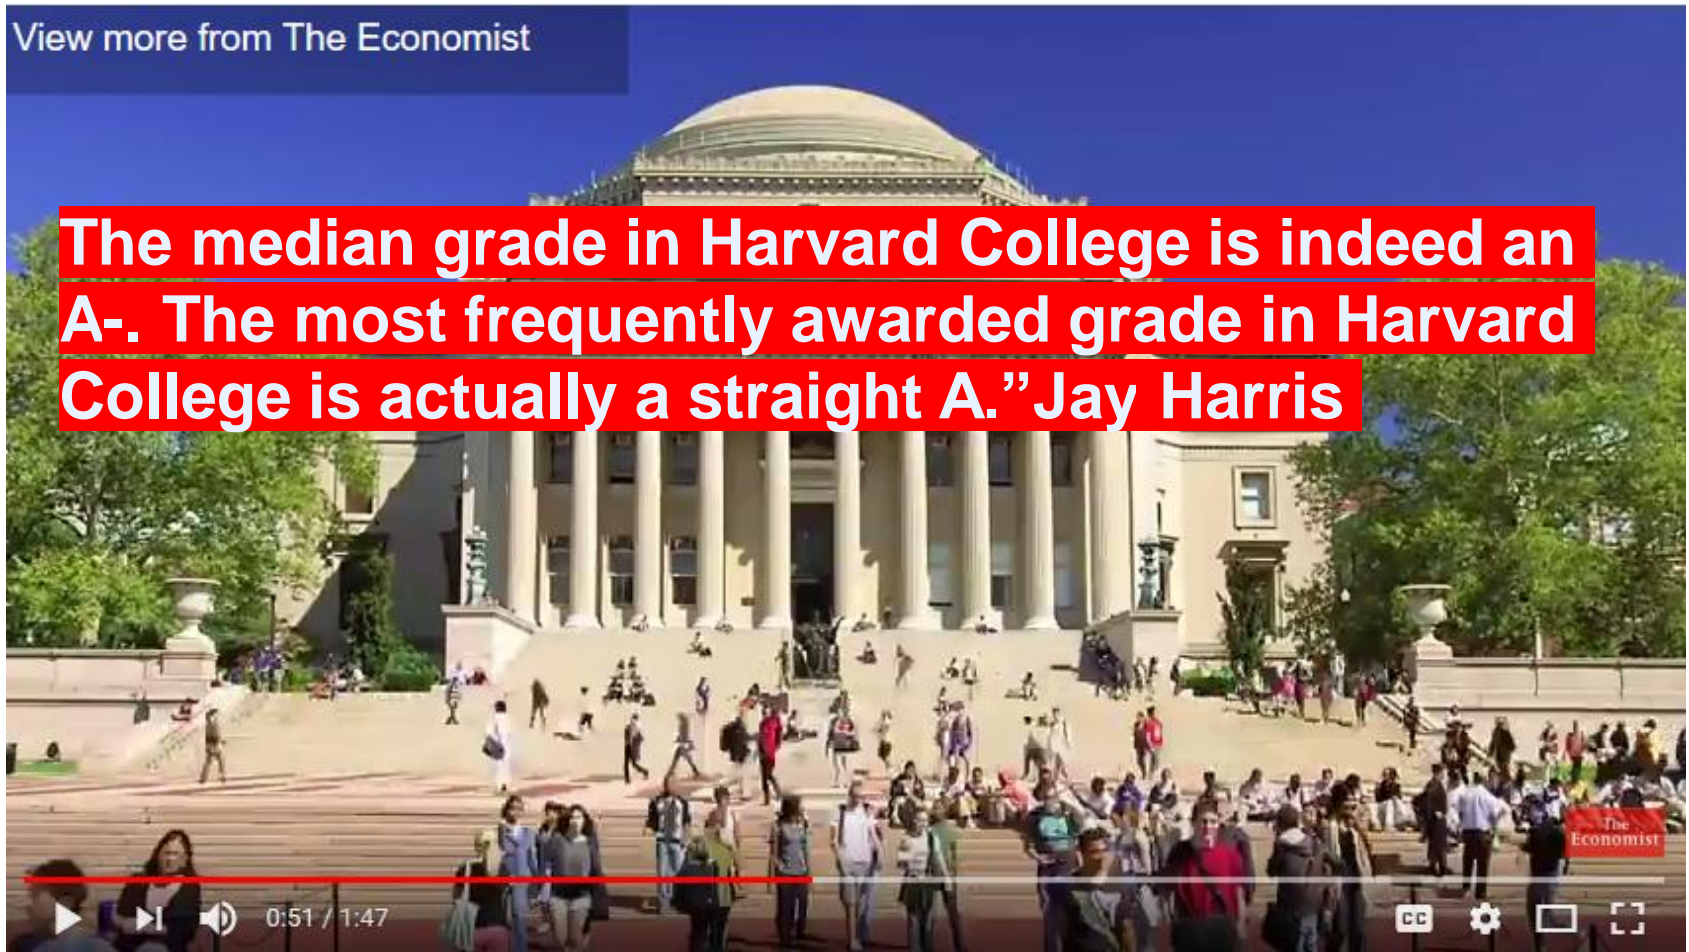 View more from The Economist
The median grade in Harvard College is indeed an
A-. The most frequently awarded grade in Harvard
College is actually a straight A.”Jay Harris
The
Economist
0:51 / 1:47
CC